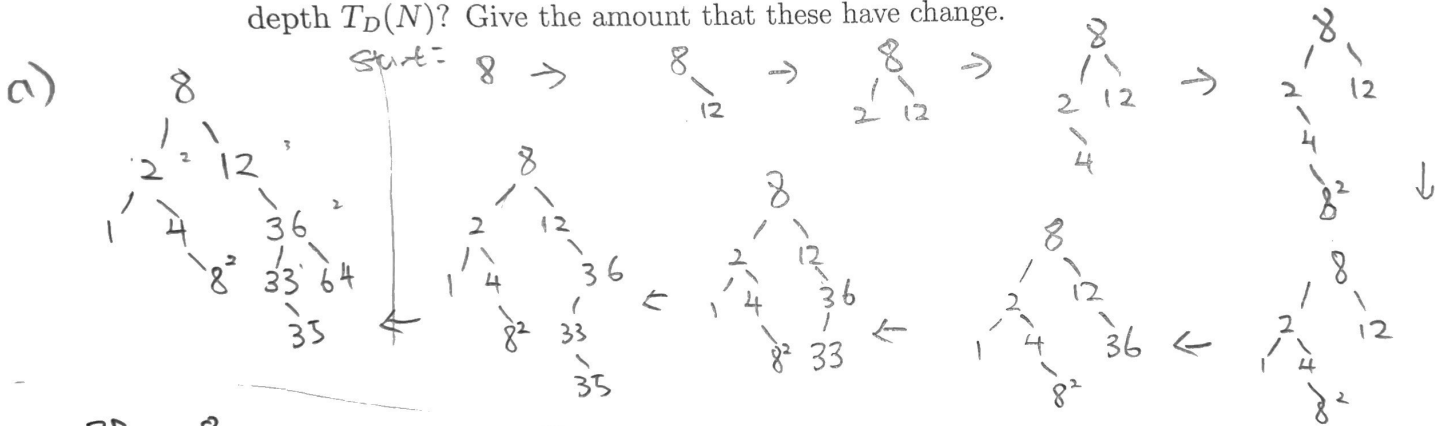 depth T_D(N)? Give the amount that these have change.
a)
Start: 8 → 8 → 8 → 8 → 8
12 2 12 2 12 2 12
4 4
8²
↓
8 8 8 8 8
2 ² 12 ³ 2 12 2 12 2 12 2 12
1 4 36 ² 1 4 36 ← 1 4 36 ← 1 4 36 ← 1 4
8² 33 64 8² 33 8² 33 8² 8²
35 ← 35